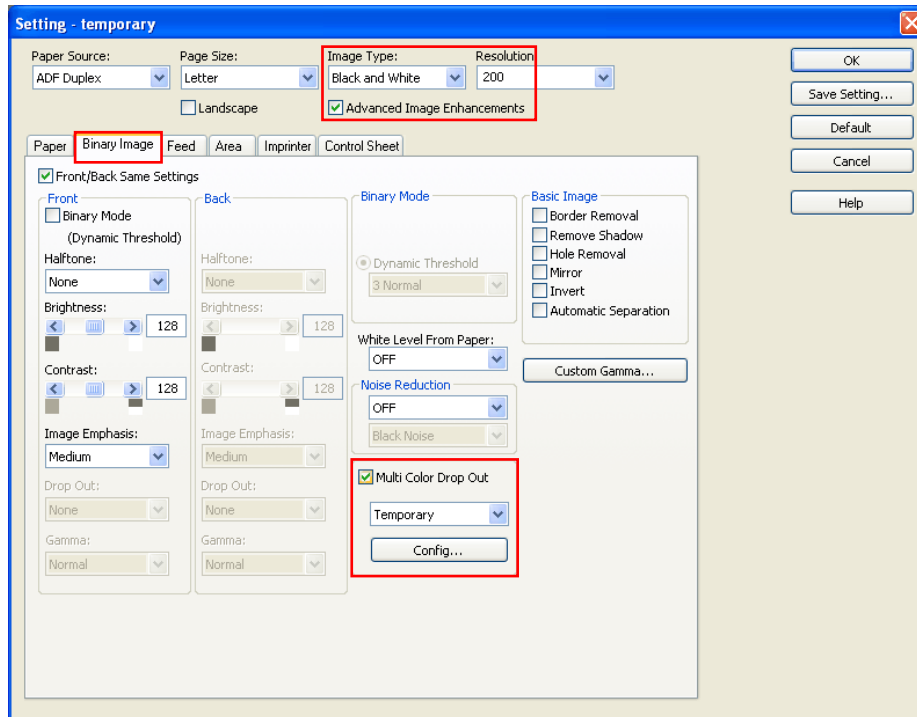 Setting - temporary
Paper Source: Page Size: Image Type: Resolution
ADF Duplex Letter Black and White 200
Landscape Advanced Image Enhancements
OK
Save Setting...
Default
Cancel
Help
Paper Binary Image Feed Area Imprinter Control Sheet
Front/Back Same Settings
Front
Binary Mode
(Dynamic Threshold)
Halftone:
None
Brightness:
128
Contrast:
128
Image Emphasis:
Medium
Drop Out:
None
Gamma:
Normal
Back
Halftone:
None
Brightness:
128
Contrast:
128
Image Emphasis:
Medium
Drop Out:
None
Gamma:
Normal
Binary Mode
Dynamic Threshold
3 Normal
White Level From Paper:
OFF
Noise Reduction
OFF
Black Noise
Multi Color Drop Out
Temporary
Config...
Basic Image
Border Removal
Remove Shadow
Hole Removal
Mirror
Invert
Automatic Separation
Custom Gamma...